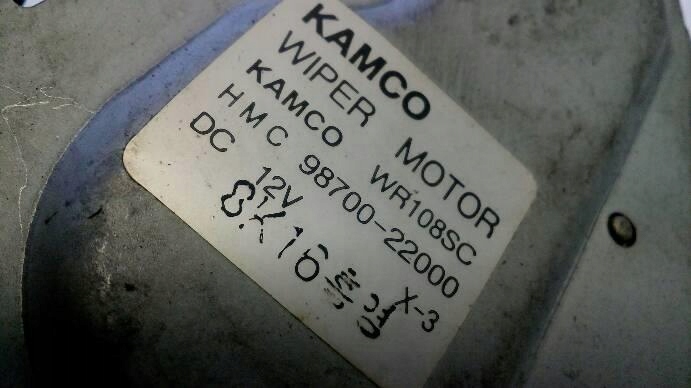 KAMCO
WIPER MOTOR
KAMCO WR108SC
HMC 98700-22000
DC 12V X-3